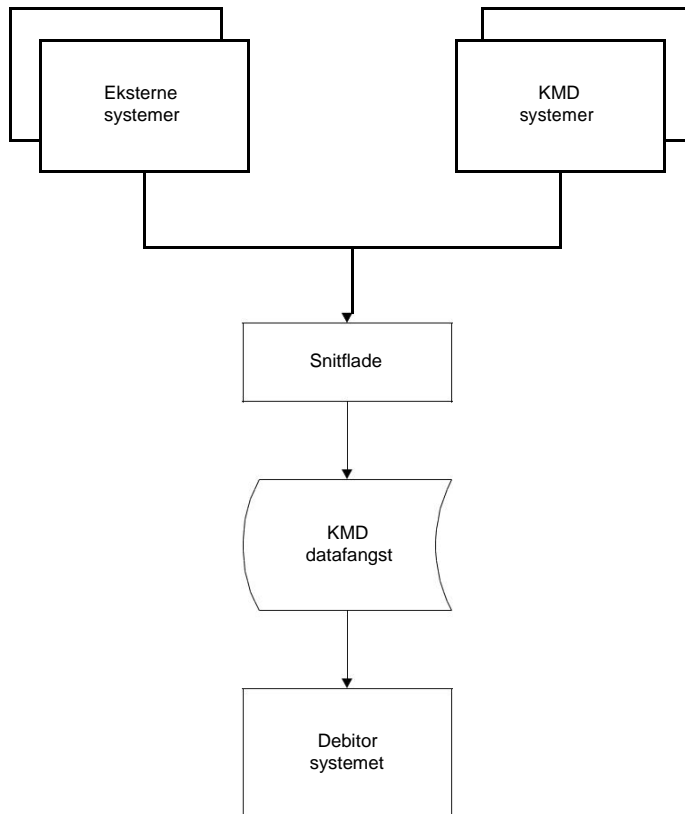 Eksterne
systemer
KMD
systemer
Snitflade
KMD
datafangst
Debitor
systemet